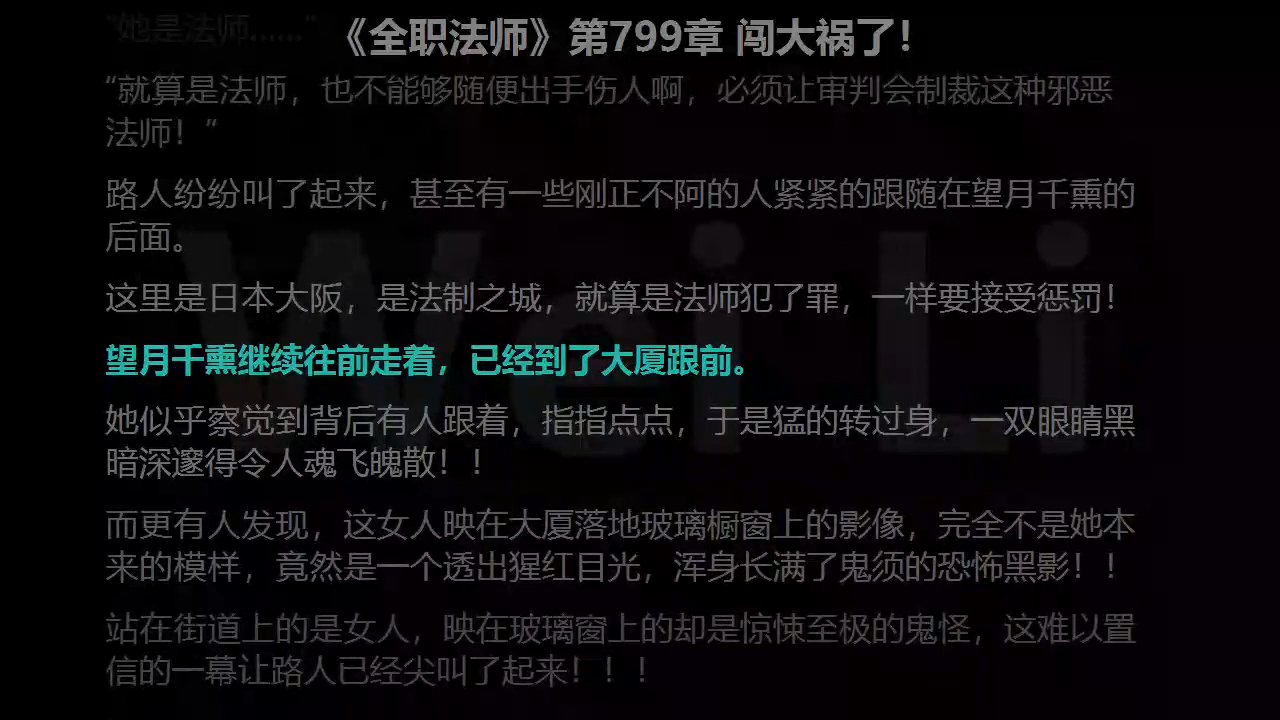 “她是法师……”
《全职法师》第799章 闯大祸了！
“就算是法师，也不能够随便出手伤人啊，必须让审判会制裁这种邪恶
法师！”
路人纷纷叫了起来，甚至有一些刚正不阿的人紧紧的跟随在望月千熏的
后面。
这里是日本大阪，是法制之城，就算是法师犯了罪，一样要接受惩罚！
望月千熏继续往前走着，已经到了大厦跟前。
她似乎察觉到背后有人跟着，指指点点，于是猛的转过身，一双眼睛黑
暗深邃得令人魂飞魄散！！
而更有人发现，这女人映在大厦落地玻璃橱窗上的影像，完全不是她本
来的模样，竟然是一个透出猩红目光，浑身长满了鬼须的恐怖黑影！！
站在街道上的是女人，映在玻璃窗上的却是惊悚至极的鬼怪，这难以置
信的一幕让路人已经尖叫了起来！！！
Wei Li